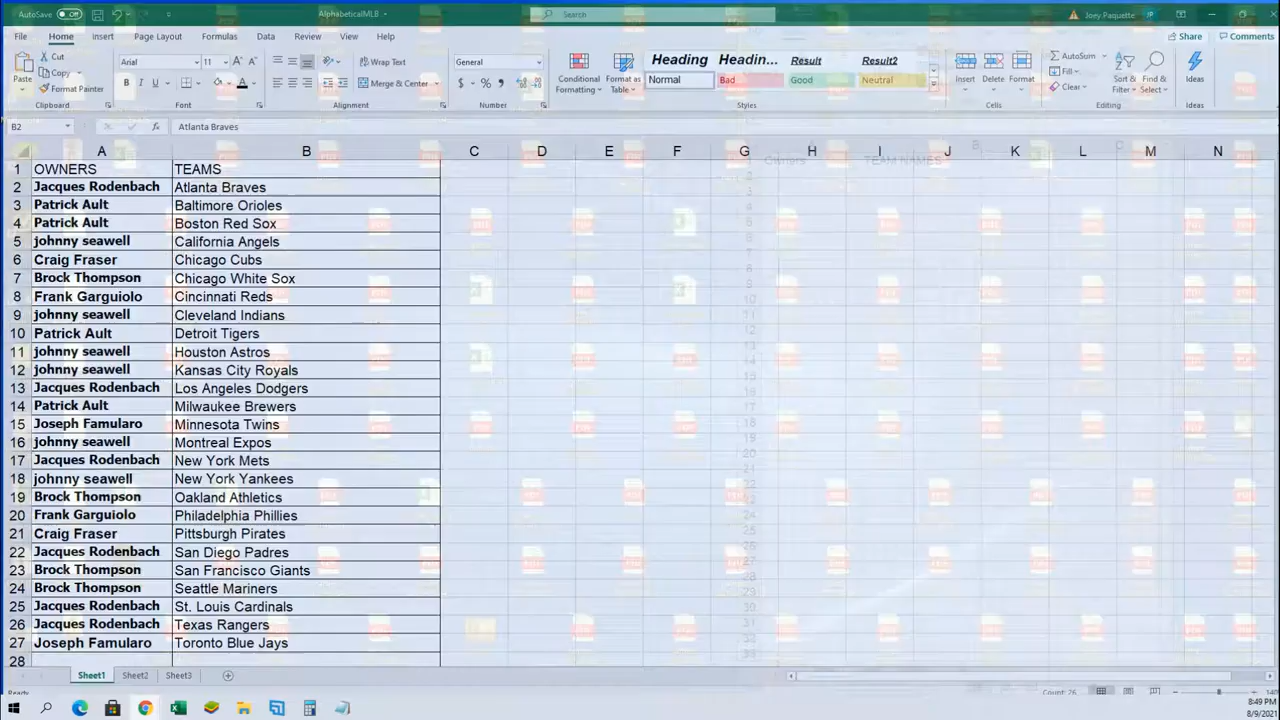 AutoSave Off AlphabeticalMLB Search Joey Paquette JP
File Home Insert Page Layout Formulas Data Review View Help Share Comments
Cut Arial 11 Wrap Text General Heading Headin... Result Result2 AutoSum
Paste Copy Fill
Format Painter Merge & Center Conditional Formatting Format as Table Normal Bad Good Neutral Insert Delete Format Clear Sort & Filter Find & Select Ideas
Clipboard Font Alignment Number Styles Cells Editing Ideas
B2 Atlanta Braves
A B C D E F G H I J K L M N
1 OWNERS TEAMS
2 Jacques Rodenbach Atlanta Braves
3 Patrick Ault Baltimore Orioles
4 Patrick Ault Boston Red Sox
5 johnny seawell California Angels
6 Craig Fraser Chicago Cubs
7 Brock Thompson Chicago White Sox
8 Frank Garguiolo Cincinnati Reds
9 johnny seawell Cleveland Indians
10 Patrick Ault Detroit Tigers
11 johnny seawell Houston Astros
12 johnny seawell Kansas City Royals
13 Jacques Rodenbach Los Angeles Dodgers
14 Patrick Ault Milwaukee Brewers
15 Joseph Famularo Minnesota Twins
16 johnny seawell Montreal Expos
17 Jacques Rodenbach New York Mets
18 johnny seawell New York Yankees
19 Brock Thompson Oakland Athletics
20 Frank Garguiolo Philadelphia Phillies
21 Craig Fraser Pittsburgh Pirates
22 Jacques Rodenbach San Diego Padres
23 Brock Thompson San Francisco Giants
24 Brock Thompson Seattle Mariners
25 Jacques Rodenbach St. Louis Cardinals
26 Jacques Rodenbach Texas Rangers
27 Joseph Famularo Toronto Blue Jays
28
Owners TEAM NAMES
Sheet1 Sheet2 Sheet3
Ready Count: 26
8:49 PM
8/9/2021